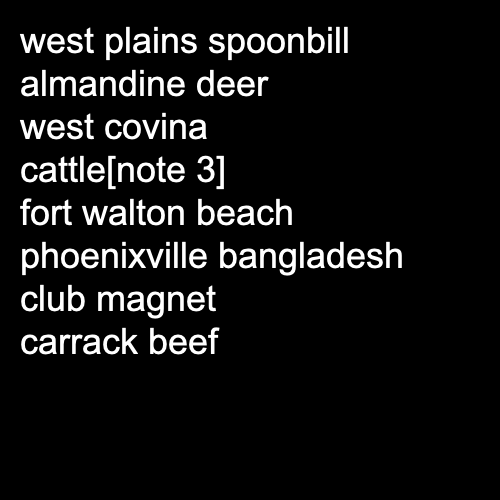 west plains spoonbill
almandine deer
west covina
cattle[note 3]
fort walton beach
phoenixville bangladesh
club magnet
carrack beef